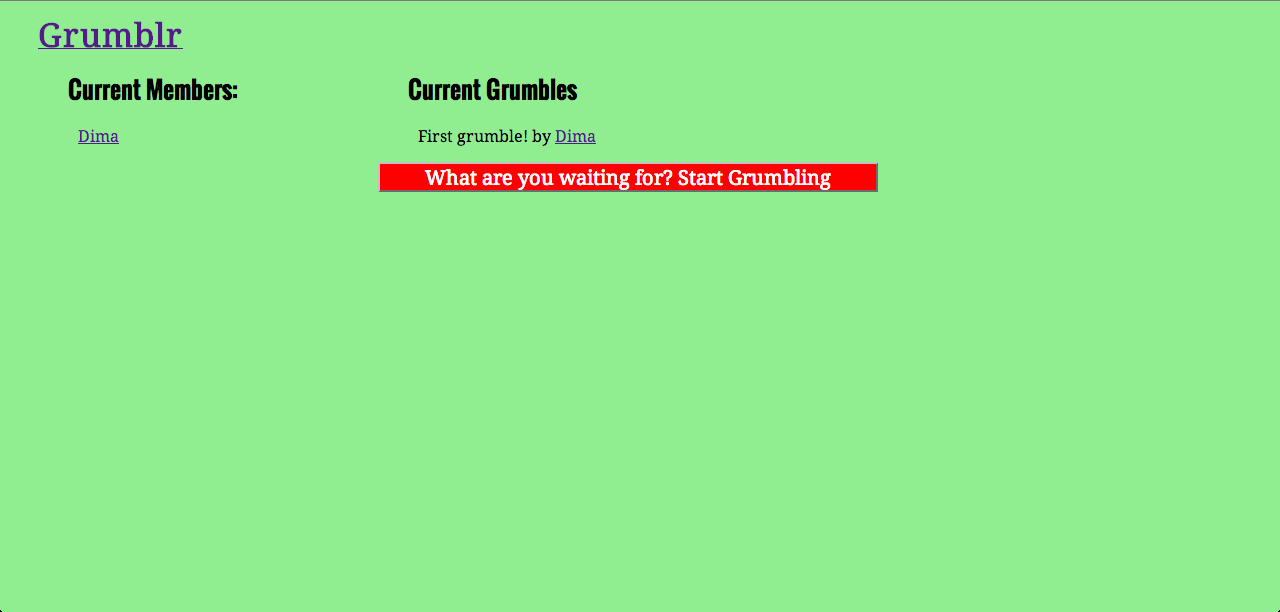 Grumblr
Current Members:
Dima
Current Grumbles
First grumble! by Dima
What are you waiting for? Start Grumbling